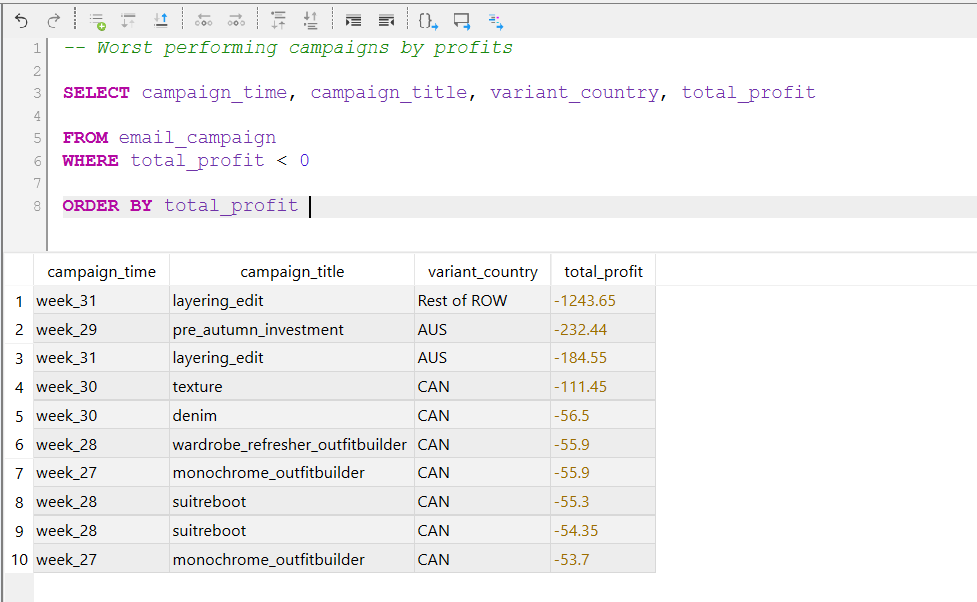 1 -- Worst performing campaigns by profits
2
3 SELECT campaign_time, campaign_title, variant_country, total_profit
4
5 FROM email_campaign
6 WHERE total_profit < 0
7
8 ORDER BY total_profit
campaign_time campaign_title variant_country total_profit
1 week_31 layering_edit Rest of ROW -1243.65
2 week_29 pre_autumn_investment AUS -232.44
3 week_31 layering_edit AUS -184.55
4 week_30 texture CAN -111.45
5 week_30 denim CAN -56.5
6 week_28 wardrobe_refresher_outfitbuilder CAN -55.9
7 week_27 monochrome_outfitbuilder CAN -55.9
8 week_28 suitreboot CAN -55.3
9 week_28 suitreboot CAN -54.35
10 week_27 monochrome_outfitbuilder CAN -53.7